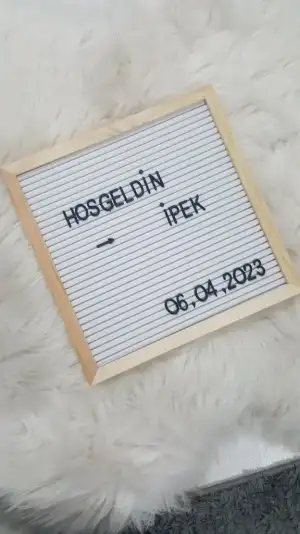 HOSGELDİN
→ İPEK
06.04.2023